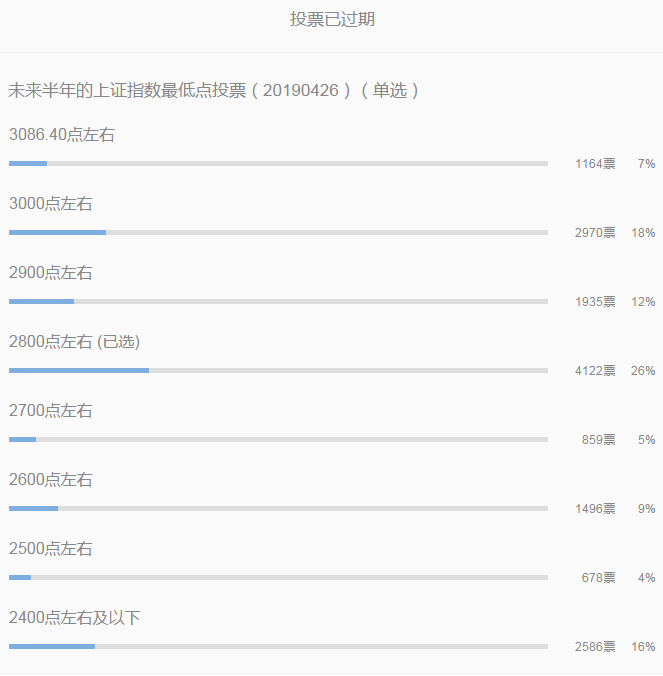 投票已过期
未来半年的上证指数最低点投票（20190426）（单选）
3086.40点左右
1164票 7%
3000点左右
2970票 18%
2900点左右
1935票 12%
2800点左右 (已选)
4122票 26%
2700点左右
859票 5%
2600点左右
1496票 9%
2500点左右
678票 4%
2400点左右及以下
2586票 16%